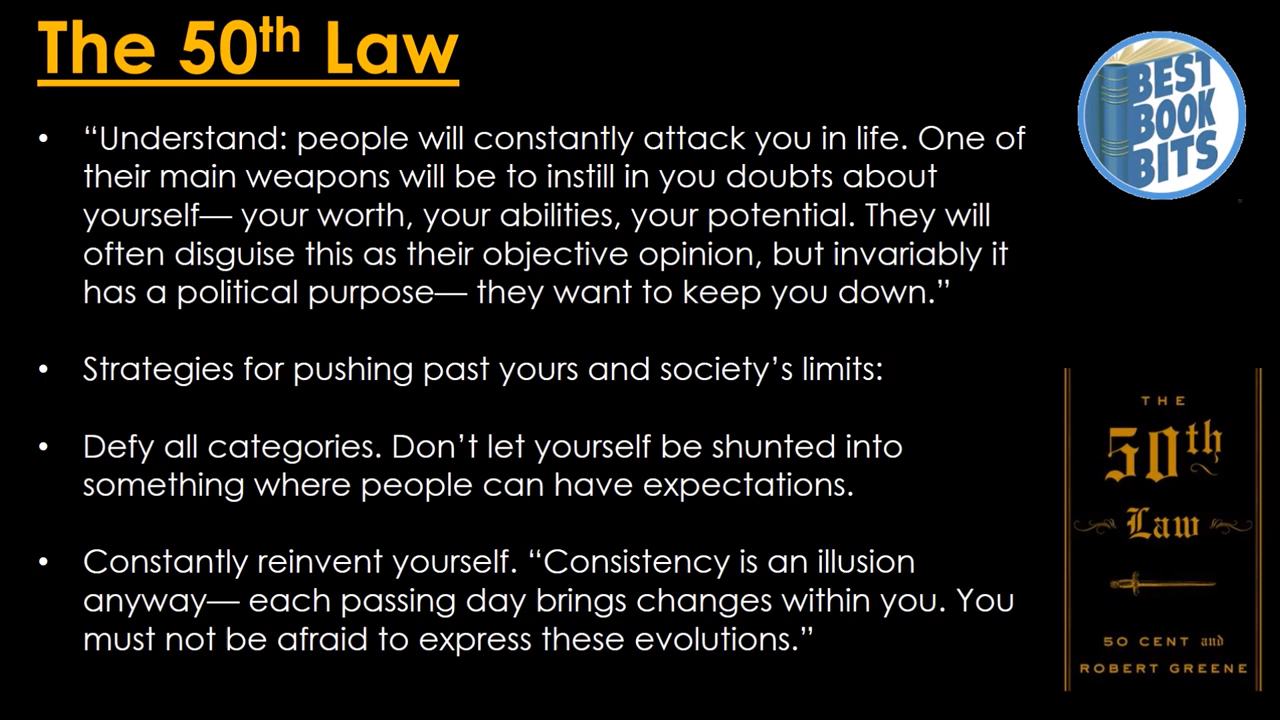 The 50th Law
• “Understand: people will constantly attack you in life. One of
their main weapons will be to instill in you doubts about
yourself— your worth, your abilities, your potential. They will
often disguise this as their objective opinion, but invariably it
has a political purpose— they want to keep you down.”
• Strategies for pushing past yours and society’s limits:
• Defy all categories. Don’t let yourself be shunted into
something where people can have expectations.
• Constantly reinvent yourself. “Consistency is an illusion
anyway— each passing day brings changes within you. You
must not be afraid to express these evolutions.”
BEST
BOOK
BITS
THE
50th
Law
50 CENT and
ROBERT GREENE